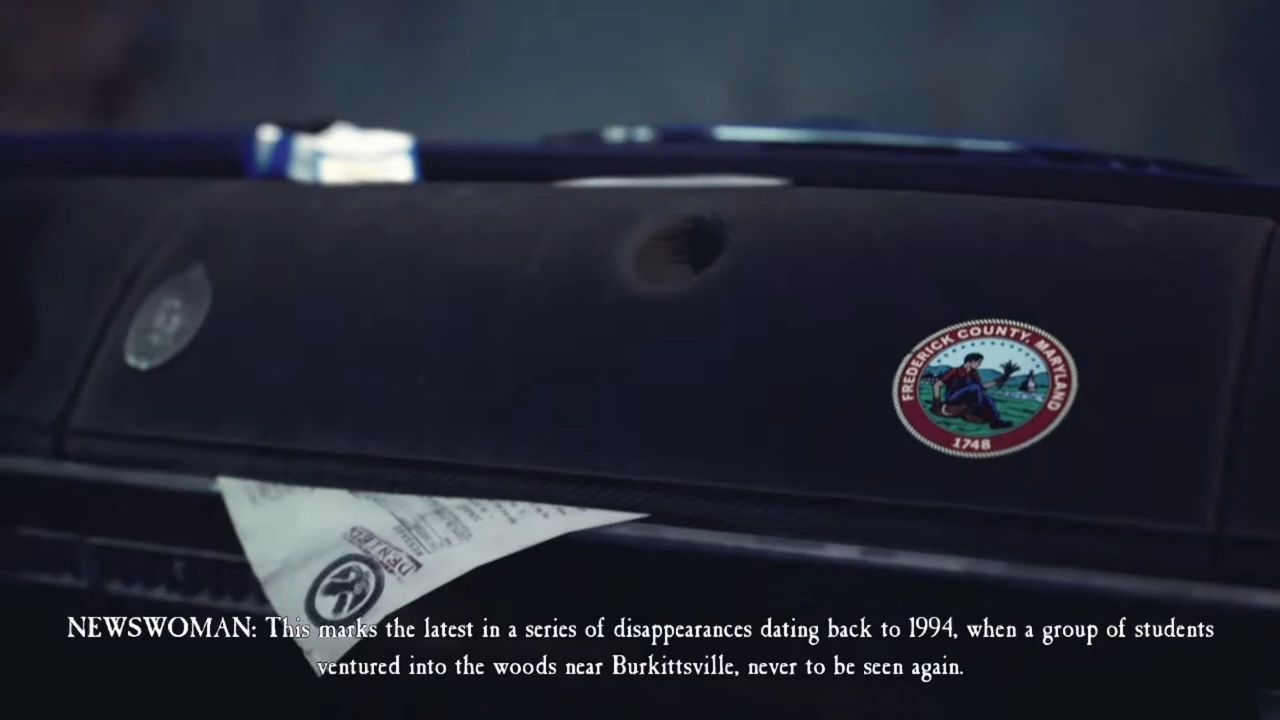 FREDERICK COUNTY, MARYLAND
1748
DENIED
NEWSWOMAN: This marks the latest in a series of disappearances dating back to 1994, when a group of students
ventured into the woods near Burkittsville, never to be seen again.